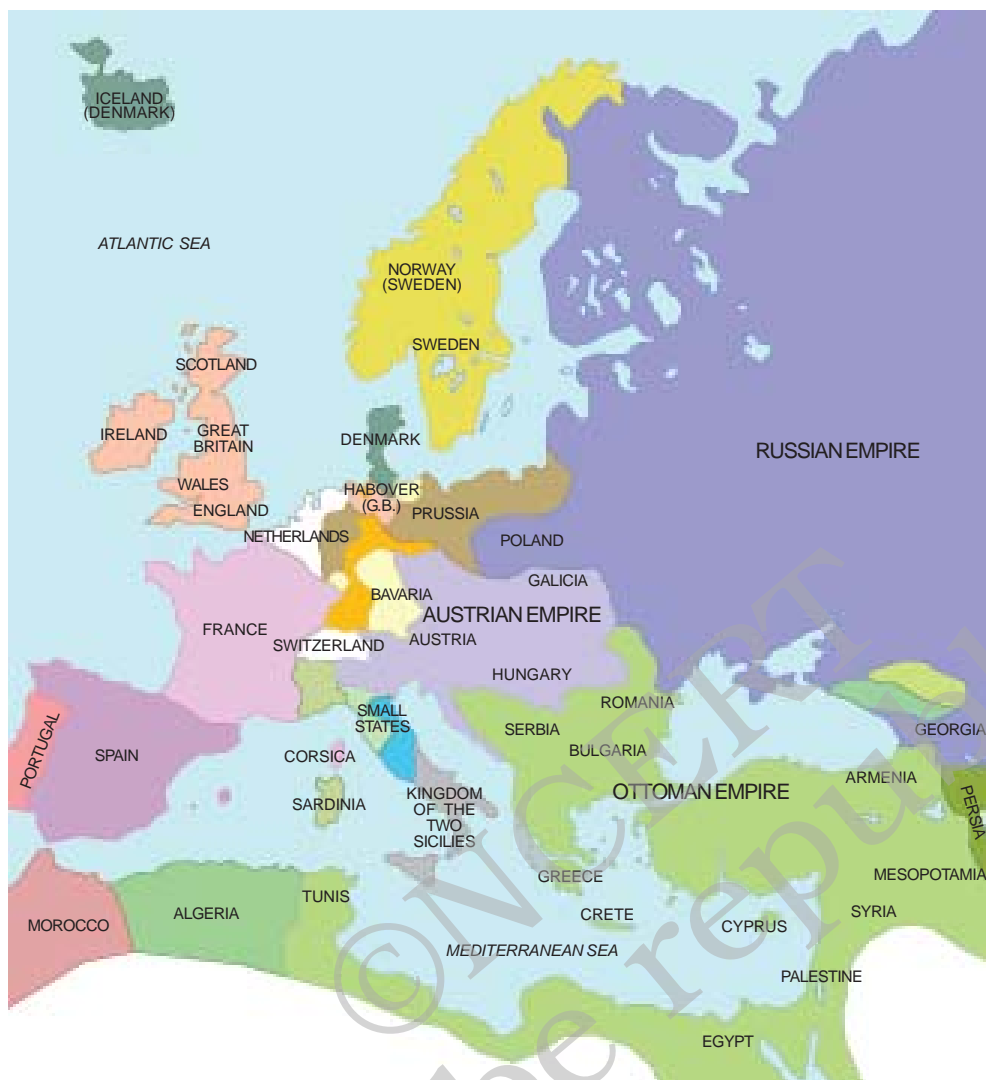 ICELAND
(DENMARK)
ATLANTIC SEA
NORWAY
(SWEDEN)
SWEDEN
SCOTLAND
IRELAND
GREAT
BRITAIN
DENMARK
RUSSIAN EMPIRE
WALES
ENGLAND
HABOVER
(G.B.)
PRUSSIA
NETHERLANDS
POLAND
GALICIA
BAVARIA
AUSTRIAN EMPIRE
FRANCE
AUSTRIA
SWITZERLAND
HUNGARY
ROMANIA
PORTUGAL
SPAIN
SMALL
STATES
SERBIA
BULGARIA
GEORGIA
CORSICA
ARMENIA
OTTOMAN EMPIRE
PERSIA
SARDINIA
KINGDOM
OF THE
TWO
SICILIES
GREECE
MESOPOTAMIA
MOROCCO
ALGERIA
TUNIS
CRETE
CYPRUS
SYRIA
MEDITERRANEAN SEA
PALESTINE
EGYPT
©NCERT
be repu